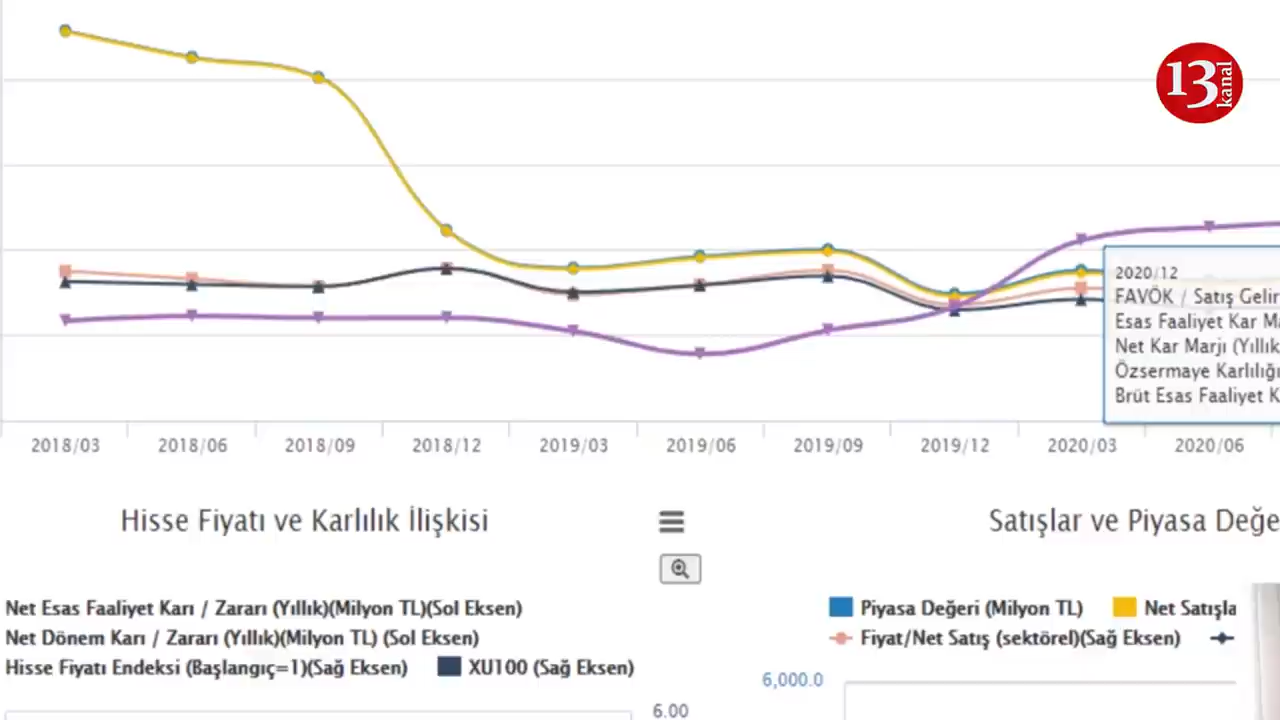 13 kanal
2020/12
FAVÖK / Satış Gelir
Esas Faaliyet Kar Ma
Net Kar Marjı (Yıllık
Özsermaye Karlılığı
Brüt Esas Faaliyet K
2018/03 2018/06 2018/09 2018/12 2019/03 2019/06 2019/09 2019/12 2020/03 2020/06
Hisse Fiyatı ve Karlılık İlişkisi
Net Esas Faaliyet Karı / Zararı (Yıllık)(Milyon TL)(Sol Eksen)
Net Dönem Karı / Zararı (Yıllık)(Milyon TL) (Sol Eksen)
Hisse Fiyatı Endeksi (Başlangıç=1)(Sağ Eksen) XU100 (Sağ Eksen)
6.00
Satışlar ve Piyasa Değe
Piyasa Değeri (Milyon TL) Net Satışla
Fiyat/Net Satış (sektörel)(Sağ Eksen)
6,000.0